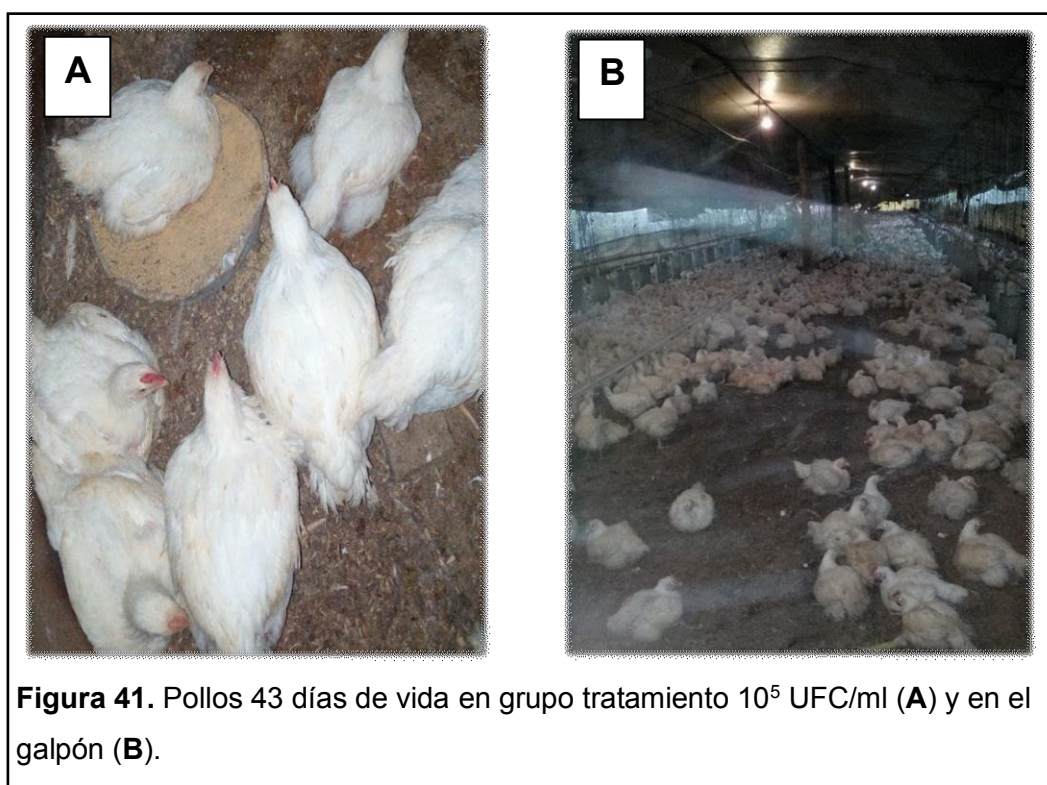 A
B
Figura 41. Pollos 43 días de vida en grupo tratamiento 10⁵ UFC/ml (A) y en el
galpón (B).